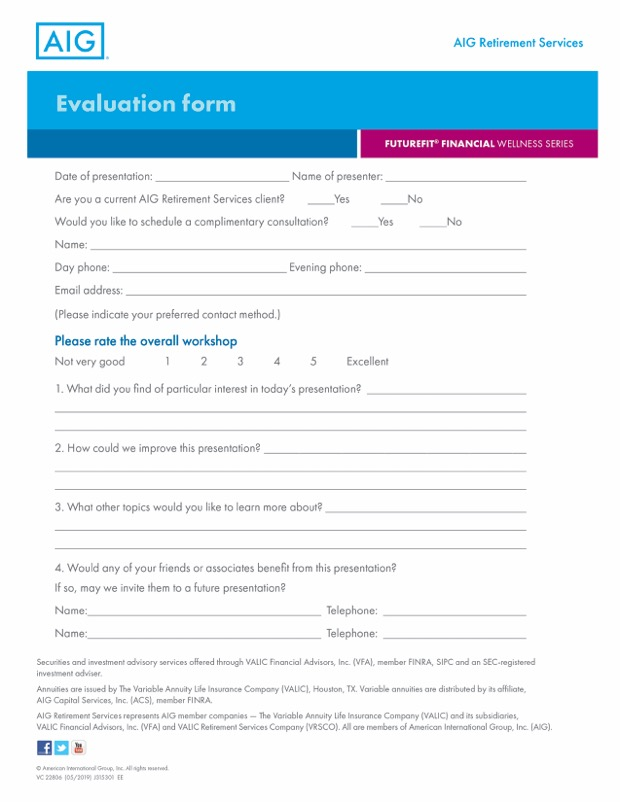 AIG
AIG Retirement Services
Evaluation form
FUTUREFIT® FINANCIAL WELLNESS SERIES
Date of presentation: ______________________ Name of presenter: ______________________
Are you a current AIG Retirement Services client? _____Yes _____No
Would you like to schedule a complimentary consultation? _____Yes _____No
Name: ______________________
Day phone: ______________________ Evening phone: ______________________
Email address: ______________________
(Please indicate your preferred contact method.)
Please rate the overall workshop
Not very good 1 2 3 4 5 Excellent
1. What did you find of particular interest in today's presentation? ______________________
2. How could we improve this presentation? ______________________
3. What other topics would you like to learn more about? ______________________
4. Would any of your friends or associates benefit from this presentation?
If so, may we invite them to a future presentation?
Name:______________________ Telephone: ______________________
Name:______________________ Telephone: ______________________
Securities and investment advisory services offered through VALIC Financial Advisors, Inc. (VFA), member FINRA, SIPC and an SEC-registered
investment adviser.
Annuities are issued by The Variable Annuity Life Insurance Company (VALIC), Houston, TX. Variable annuities are distributed by its affiliate,
AIG Capital Services, Inc. (ACS), member FINRA.
AIG Retirement Services represents AIG member companies — The Variable Annuity Life Insurance Company (VALIC) and its subsidiaries,
VALIC Financial Advisors, Inc. (VFA) and VALIC Retirement Services Company (VRSCO). All are members of American International Group, Inc. (AIG).
© American International Group, Inc. All rights reserved.
VC 22806 (05/2019) J315301 EE